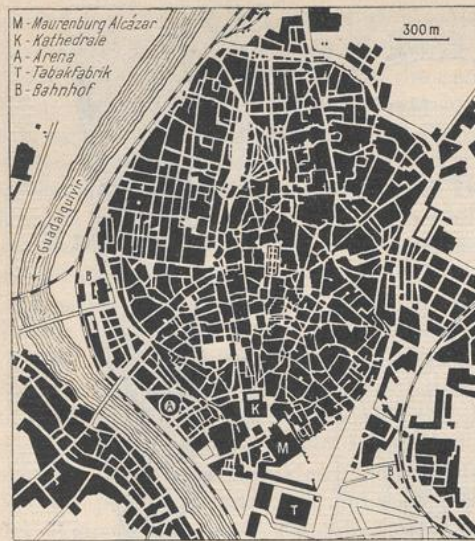 M - Maurenburg Alcázar
K - Kathedrale
A - Arena
T - Tabakfabrik
B - Bahnhof
300 m
Guadalquivir
B
A
K
M
T
B